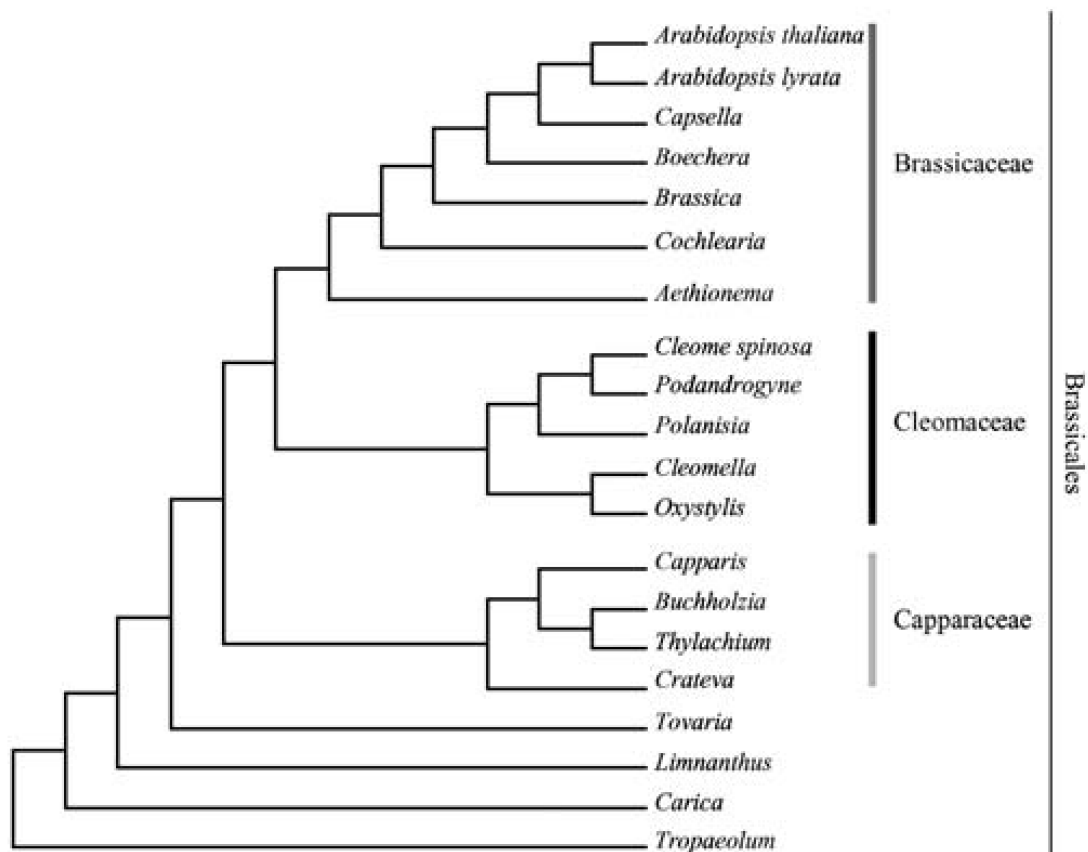 Arabidopsis thaliana
Arabidopsis lyrata
Capsella
Boechera
Brassica
Cochlearia
Aethionema
Brassicaceae
Cleome spinosa
Podandrogyne
Polanisia
Cleomella
Oxystylis
Cleomaceae
Capparis
Buchholzia
Thylachium
Crateva
Capparaceae
Tovaria
Limnanthus
Carica
Tropaeolum
Brassicales